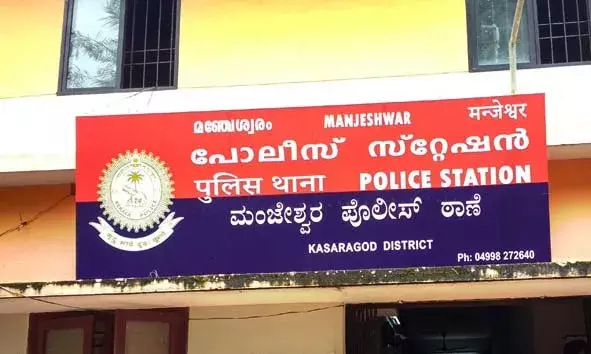 മഞ്ചേശ്വരം MANJESHWAR मन्जेश्वर
പോലീസ് സ്റ്റേഷൻ
पुलिस थाना POLICE STATION
ಮಂಜೇಶ್ವರ ಪೊಲೀಸ್ ಠಾಣೆ
KASARAGOD DISTRICT
Ph: 04998 272640